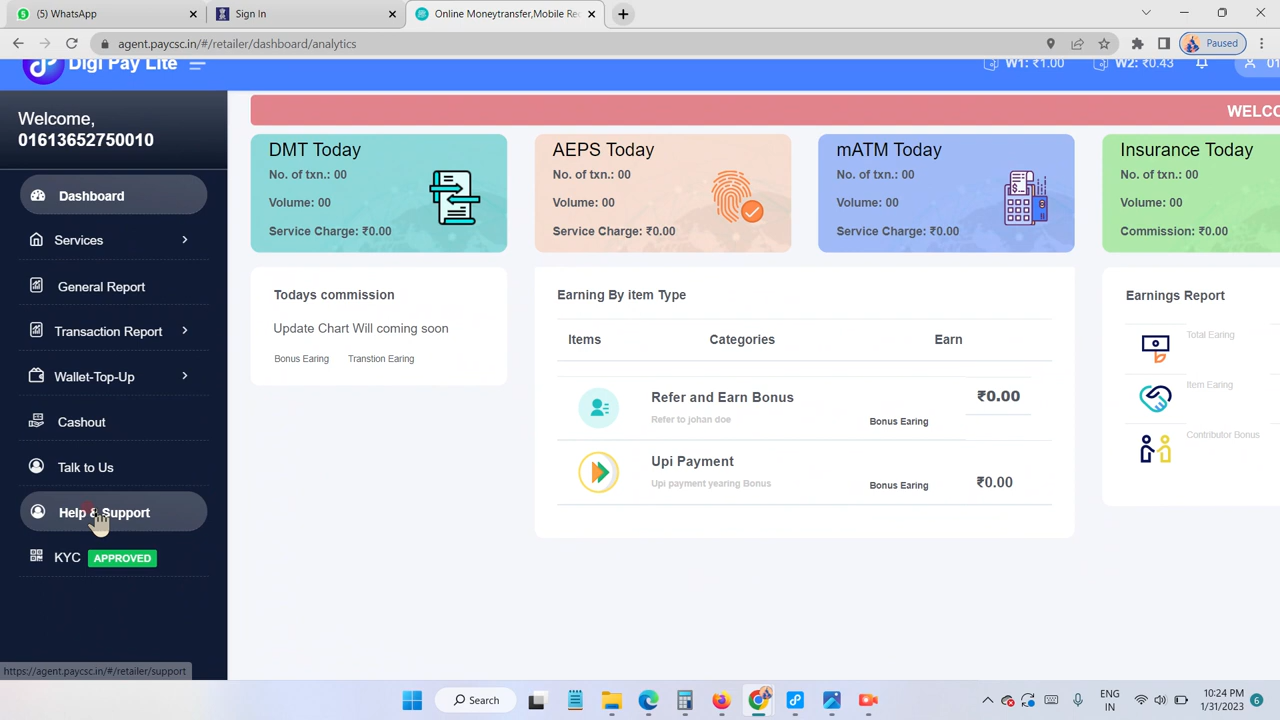 (5) WhatsApp
Sign In
Online Moneytransfer,Mobile Rec
agent.paycsc.in/#/retailer/dashboard/analytics
Paused
Digi Pay Lite
W1: ₹1.00
W2: ₹0.43
01
Welcome,
01613652750010
WELCO
Dashboard
Services
General Report
Transaction Report
Wallet-Top-Up
Cashout
Talk to Us
Help & Support
KYC APPROVED
DMT Today
No. of txn.: 00
Volume: 00
Service Charge: ₹0.00
AEPS Today
No. of txn.: 00
Volume: 00
Service Charge: ₹0.00
mATM Today
No. of txn.: 00
Volume: 00
Service Charge: ₹0.00
Insurance Today
No. of txn.: 00
Volume: 00
Commission: ₹0.00
Todays commission
Update Chart Will coming soon
Bonus Earing Transtion Earing
Earning By item Type
Items Categories Earn
Refer and Earn Bonus
Refer to johan doe
Bonus Earing
₹0.00
Upi Payment
Upi payment yearing Bonus
Bonus Earing
₹0.00
Earnings Report
Total Earing
Item Earing
Contributor Bonus
https://agent.paycsc.in/#/retailer/support
Search
ENG
IN
10:24 PM
1/31/2023
6